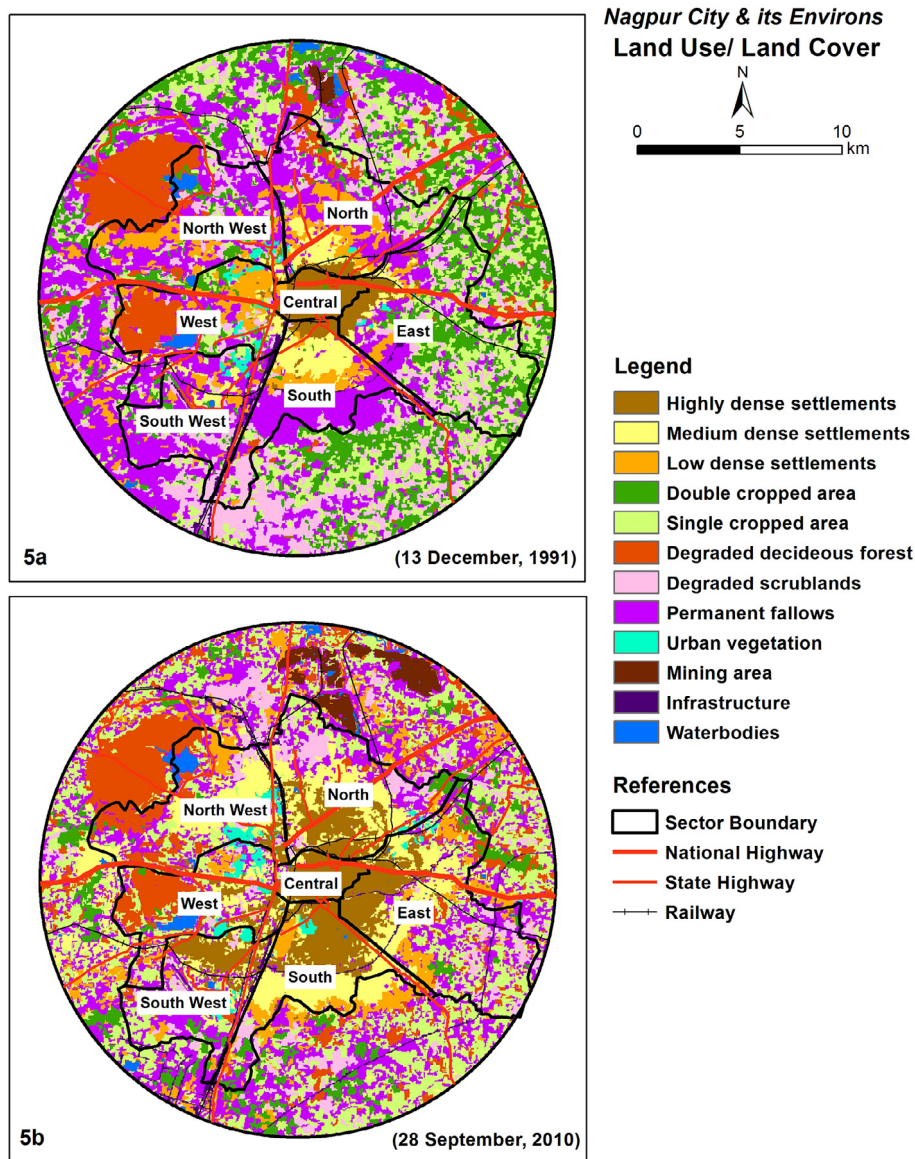 Nagpur City & its Environs
Land Use/ Land Cover
N
0 5 10
km
North
North West
Central
West
East
South
South West
5a
(13 December, 1991)
Legend
Highly dense settlements
Medium dense settlements
Low dense settlements
Double cropped area
Single cropped area
Degraded decideous forest
Degraded scrublands
Permanent fallows
Urban vegetation
Mining area
Infrastructure
Waterbodies
References
Sector Boundary
National Highway
State Highway
Railway
North
North West
Central
West
East
South
South West
5b
(28 September, 2010)